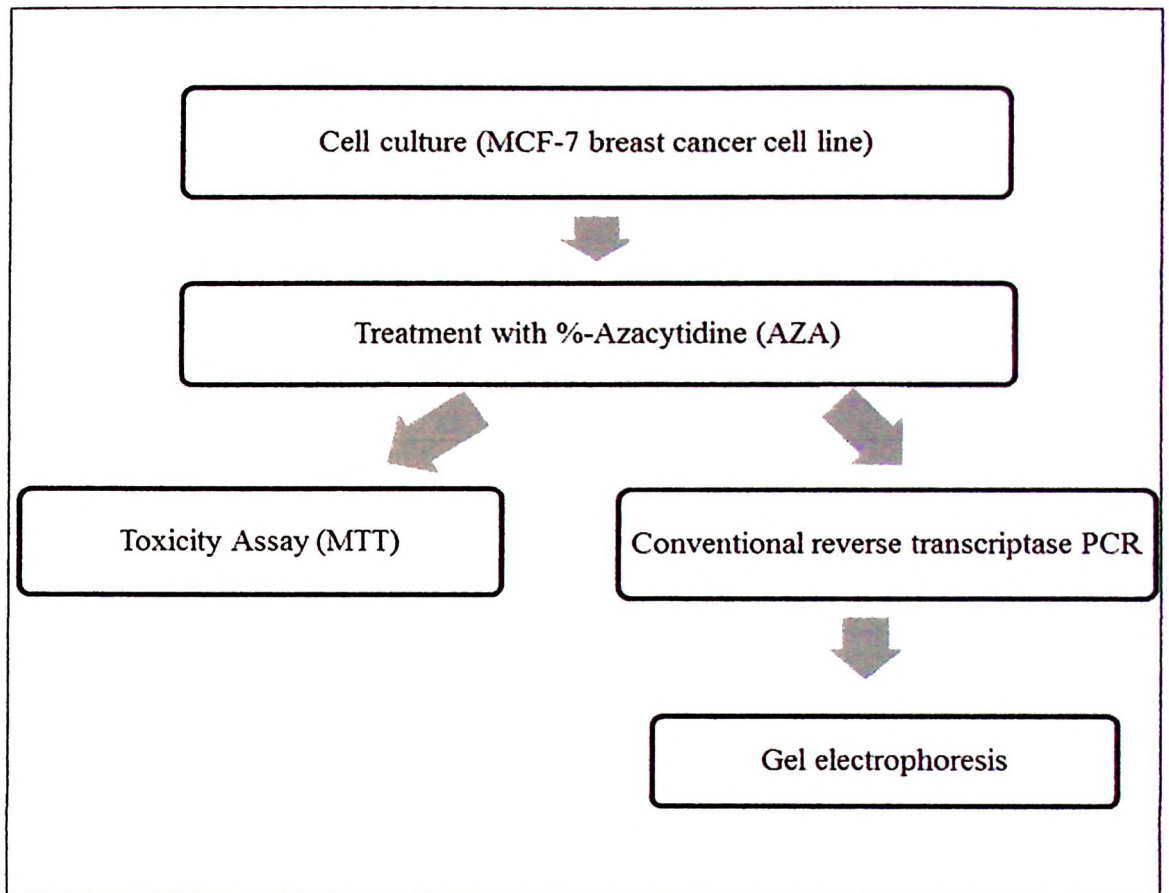 Cell culture (MCF-7 breast cancer cell line)
Treatment with %-Azacytidine (AZA)
Toxicity Assay (MTT)
Conventional reverse transcriptase PCR
Gel electrophoresis